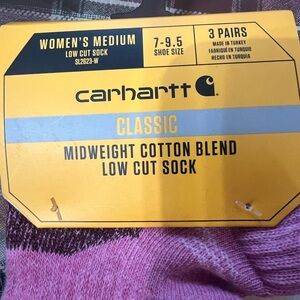 WOMEN'S MEDIUM
LOW CUT SOCK
SL2623-W
7-9.5
SHOE SIZE
3 PAIRS
MADE IN TURKEY
FABRIQUÉ EN TURQUIE
HECHO EN TURQUIA
carhartt
CLASSIC
MIDWEIGHT COTTON BLEND
LOW CUT SOCK